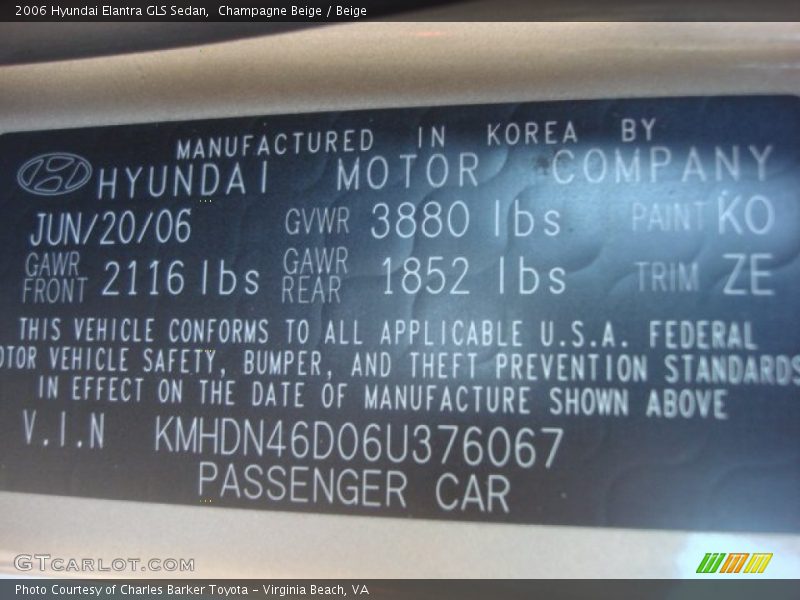 2006 Hyundai Elantra GLS Sedan, Champagne Beige / Beige
MANUFACTURED IN KOREA BY
HYUNDAI MOTOR COMPANY
JUN/20/06 GVWR 3880 lbs PAINT KO
GAWR FRONT 2116 lbs GAWR REAR 1852 lbs TRIM ZE
THIS VEHICLE CONFORMS TO ALL APPLICABLE U.S.A. FEDERAL
OTOR VEHICLE SAFETY, BUMPER, AND THEFT PREVENTION STANDARDS
IN EFFECT ON THE DATE OF MANUFACTURE SHOWN ABOVE
V.I.N KMHDN46D06U376067
PASSENGER CAR
GTCARLOT.COM
Photo Courtesy of Charles Barker Toyota - Virginia Beach, VA